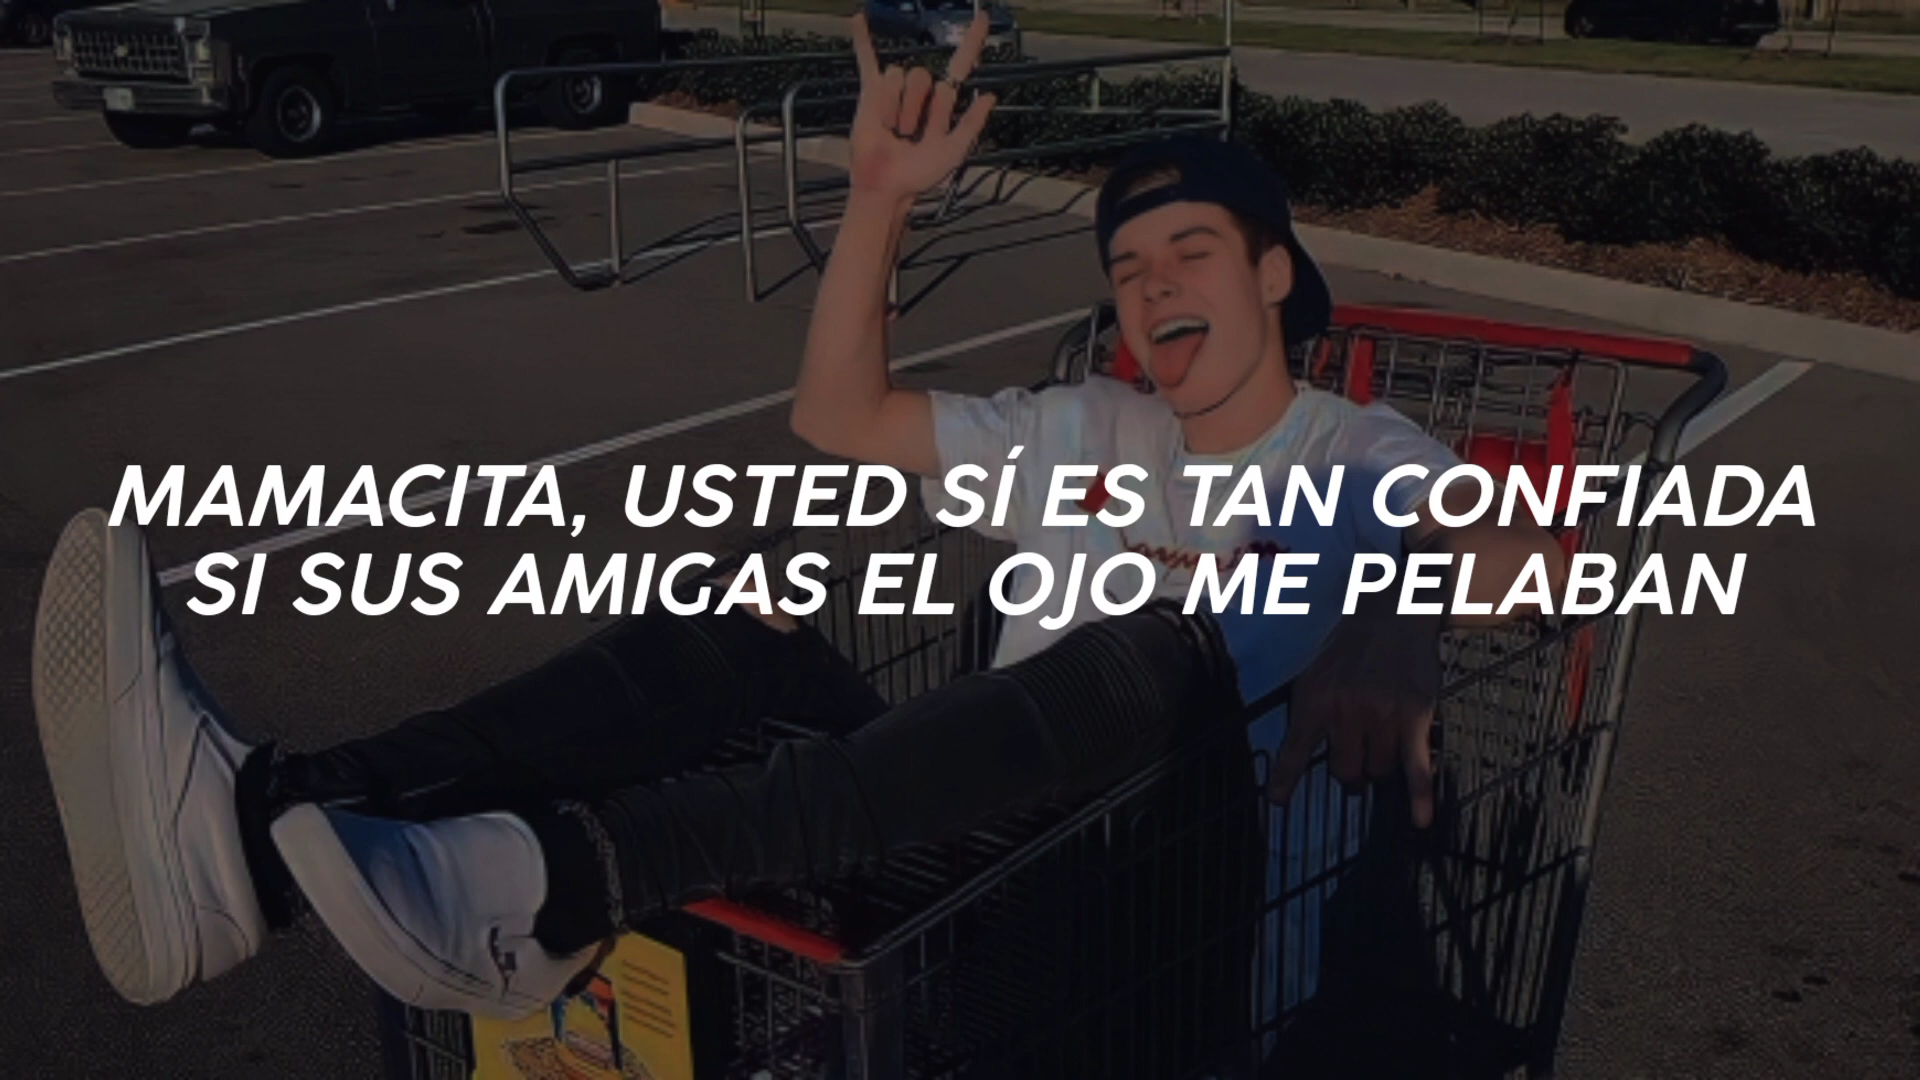 MAMACITA, USTED SÍ ES TAN CONFIADA
SI SUS AMIGAS EL OJO ME PELABAN